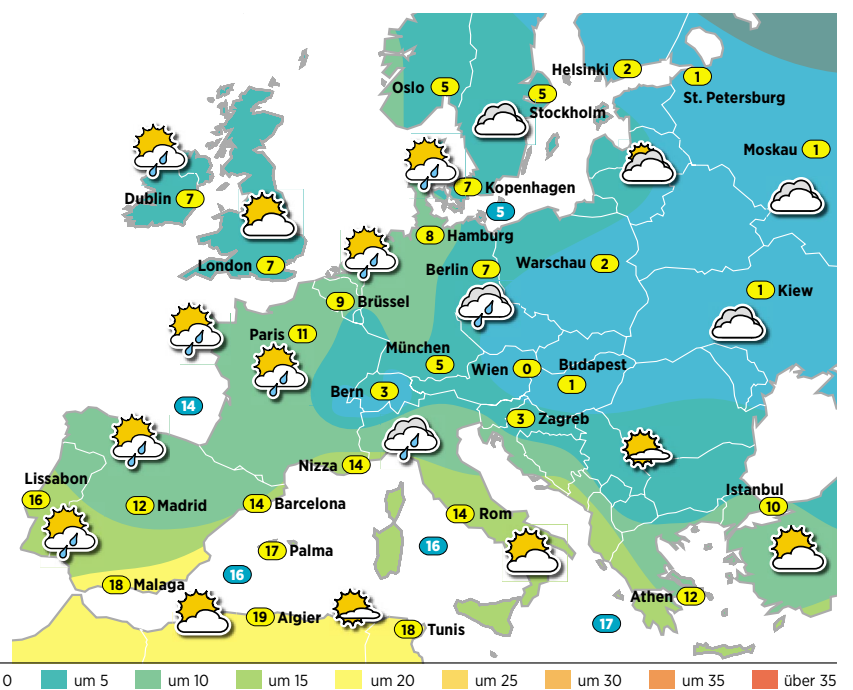 Helsinki 2
1
St. Petersburg
Oslo 5
5
Stockholm
Moskau 1
7 Kopenhagen
Dublin 7
5
8 Hamburg
London 7
Berlin 7
Warschau 2
1 Kiew
9 Brüssel
Paris 11
München
5
Wien 0
Budapest
1
Bern 3
14
3 Zagreb
Nizza 14
Lissabon
16
12 Madrid
14 Barcelona
14 Rom
Istanbul
10
17 Palma
16
16
18 Malaga
Athen 12
19 Algier
18 Tunis
17
0 um 5 um 10 um 15 um 20 um 25 um 30 um 35 über 35